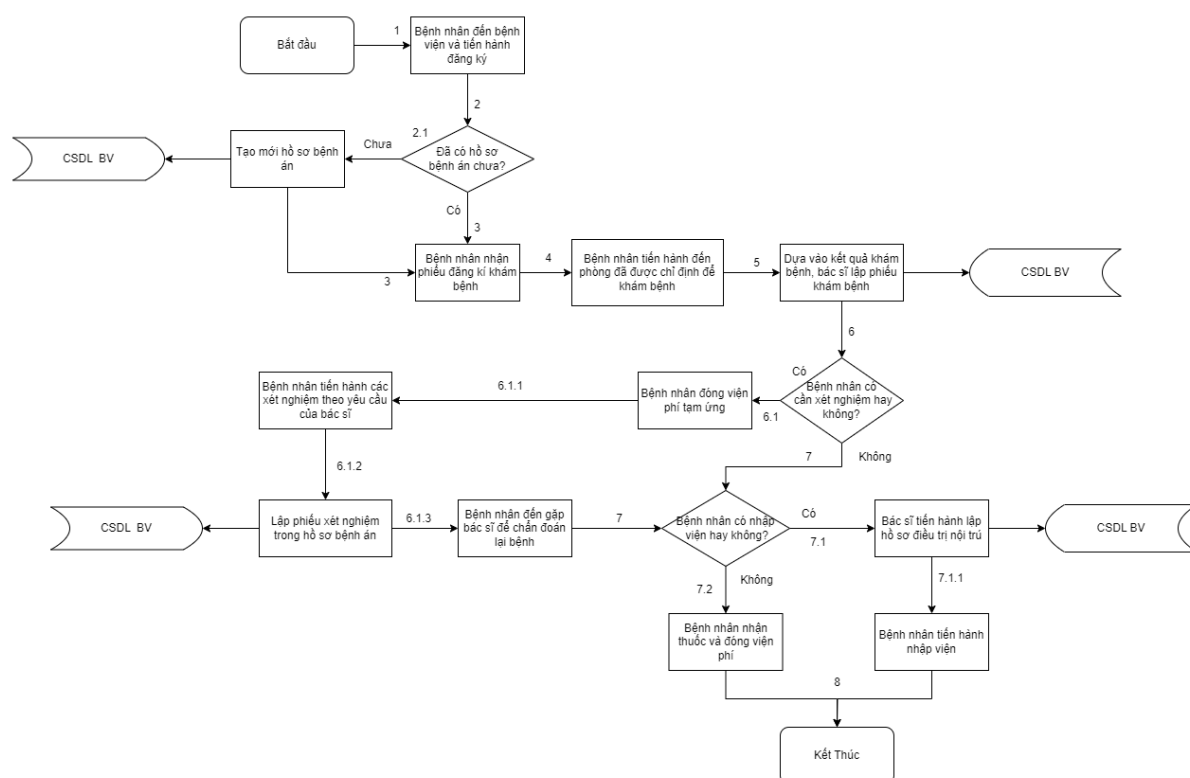 Bắt đầu
1
Bệnh nhân đến bệnh
viện và tiến hành
đăng ký
2
2.1
Chưa
Đã có hồ sơ
bệnh án chưa?
Tạo mới hồ sơ bệnh
án
CSDL BV
Có
3
3
Bệnh nhân nhận
phiếu đăng kí khám
bệnh
4
Bệnh nhân tiến hành đến
phòng đã được chỉ định để
khám bệnh
5
Dựa vào kết quả khám
bệnh, bác sĩ lập phiếu
khám bệnh
CSDL BV
6
Có
Bệnh nhân có
cần xét nghiệm hay
không?
6.1
Bệnh nhân đóng viện
phí tạm ứng
6.1.1
Bệnh nhân tiến hành các
xét nghiệm theo yêu cầu
của bác sĩ
6.1.2
7
Không
CSDL BV
Lập phiếu xét nghiệm
trong hồ sơ bệnh án
6.1.3
Bệnh nhân đến gặp
bác sĩ để chẩn đoán
lại bệnh
7
Bệnh nhân có nhập
viện hay không?
Có
7.1
Bác sĩ tiến hành lập
hồ sơ điều trị nội trú
CSDL BV
7.2
Không
7.1.1
Bệnh nhân nhận
thuốc và đóng viện
phí
Bệnh nhân tiến hành
nhập viện
8
Kết Thúc